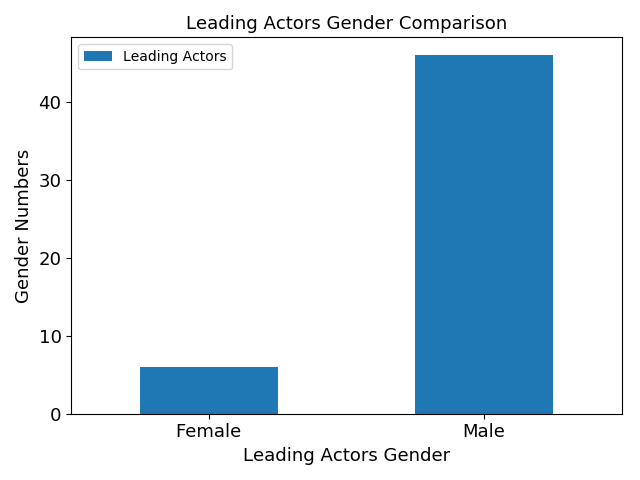 Leading Actors Gender Comparison
Leading Actors
Gender Numbers
40
30
20
10
0
Female
Male
Leading Actors Gender